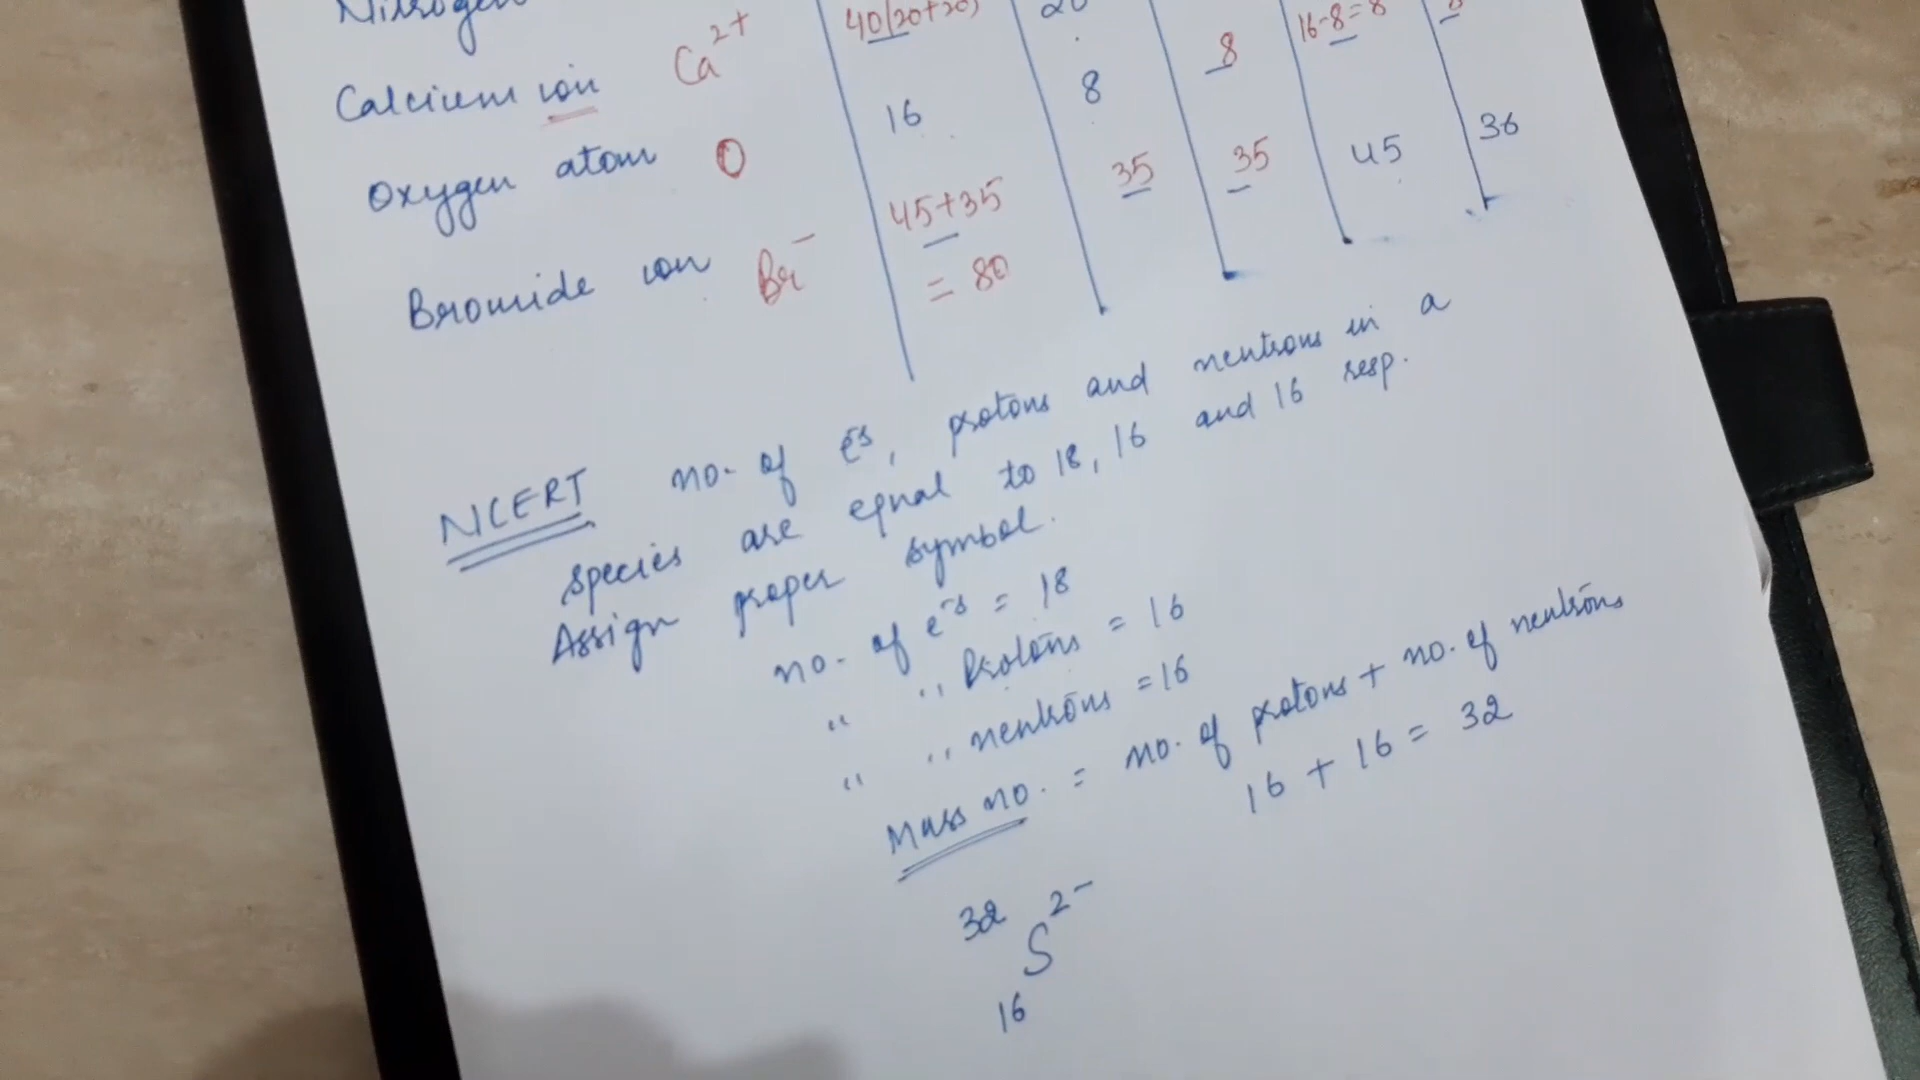 Nitrogen
Calcium ion Ca2+ 40(20+20) 20 16-8=8 8
Oxygen atom O 16 8 8
Bromide ion Br- 45+35 35 35 45 36
= 80
NCERT no. of e-s, protons and neutrons in a
species are equal to 18, 16 and 16 resp.
Assign proper symbol.
no. of e-s = 18
" " Protons = 16
" " neutrons = 16
Mass no. = no. of protons + no. of neutrons
16 + 16 = 32
32 S 2-
16